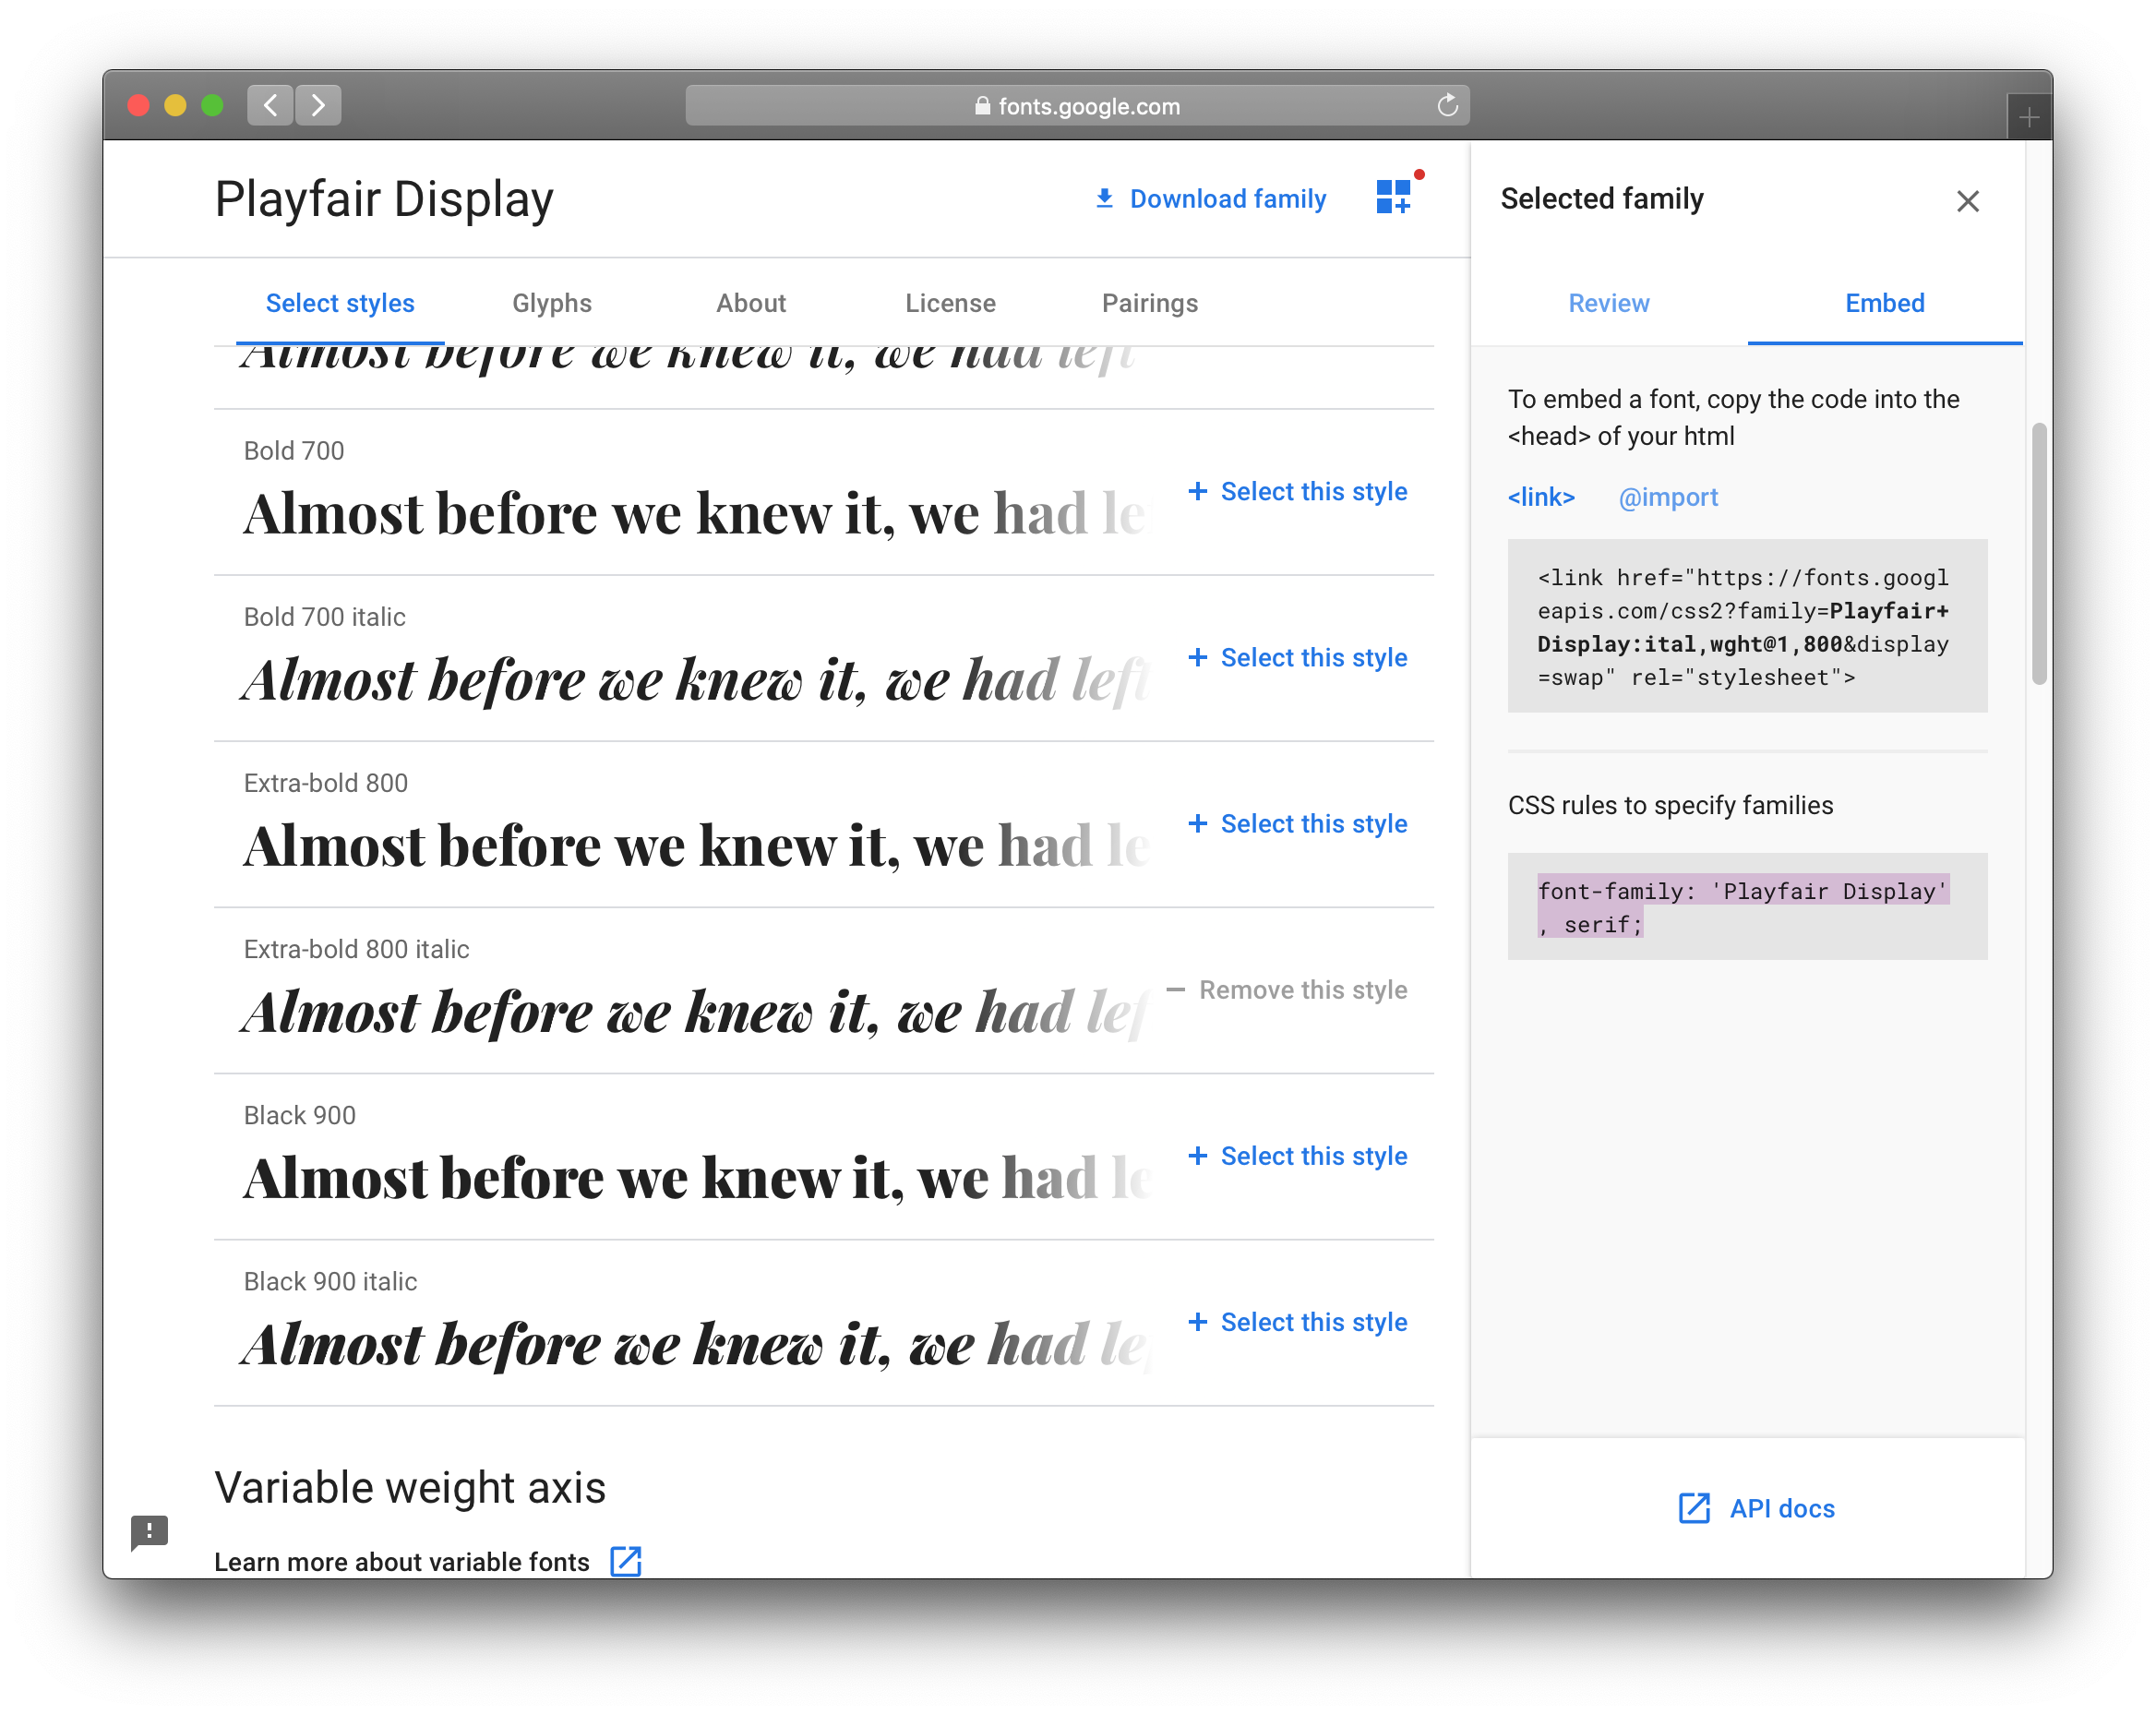 fonts.google.com
Playfair Display
Download family
Select styles
Glyphs
About
License
Pairings
Almost before we knew it, we had left
Bold 700
Almost before we knew it, we had le
Select this style
Bold 700 italic
Almost before we knew it, we had left
Select this style
Extra-bold 800
Almost before we knew it, we had le
Select this style
Extra-bold 800 italic
Almost before we knew it, we had lef
Remove this style
Black 900
Almost before we knew it, we had le
Select this style
Black 900 italic
Almost before we knew it, we had lef
Select this style
Variable weight axis
Learn more about variable fonts
Selected family
Review
Embed
To embed a font, copy the code into the
<head> of your html
<link>
@import
<link href="https://fonts.googl
eapis.com/css2?family=Playfair+
Display:ital,wght@1,800&display
=swap" rel="stylesheet">
CSS rules to specify families
font-family: 'Playfair Display'
, serif;
API docs